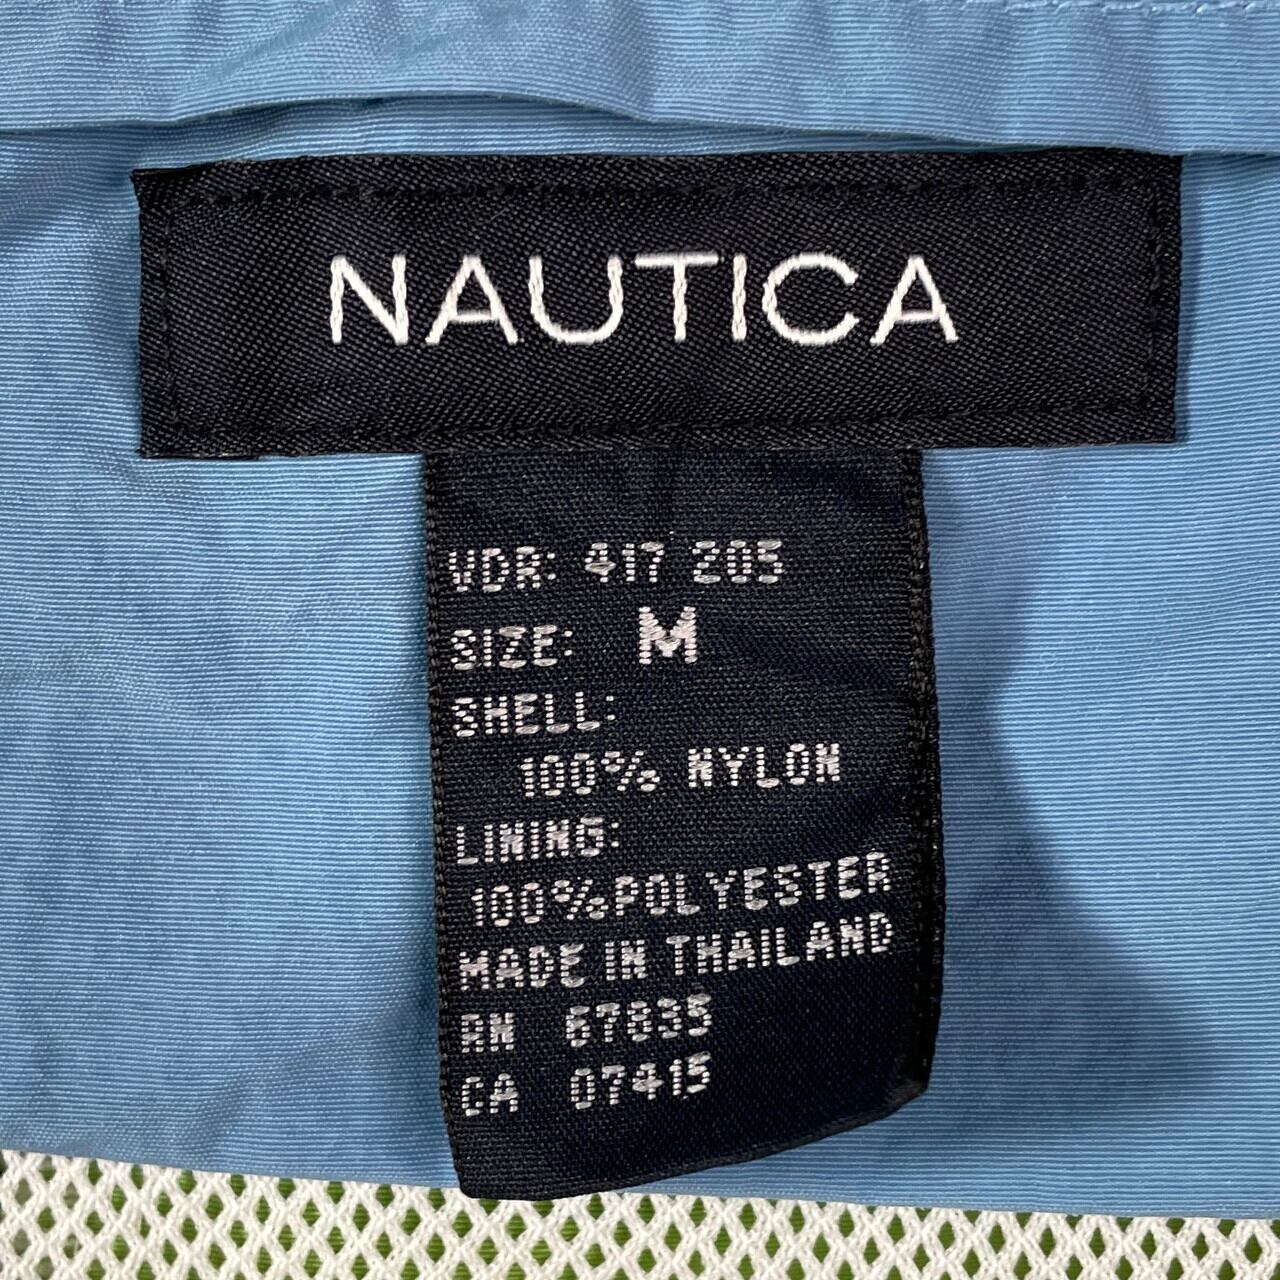 NAUTICA
VDR: 417 205
SIZE: M
SHELL:
100% NYLON
LINING:
100%POLYESTER
MADE IN THAILAND
RN 67835
CA 07415